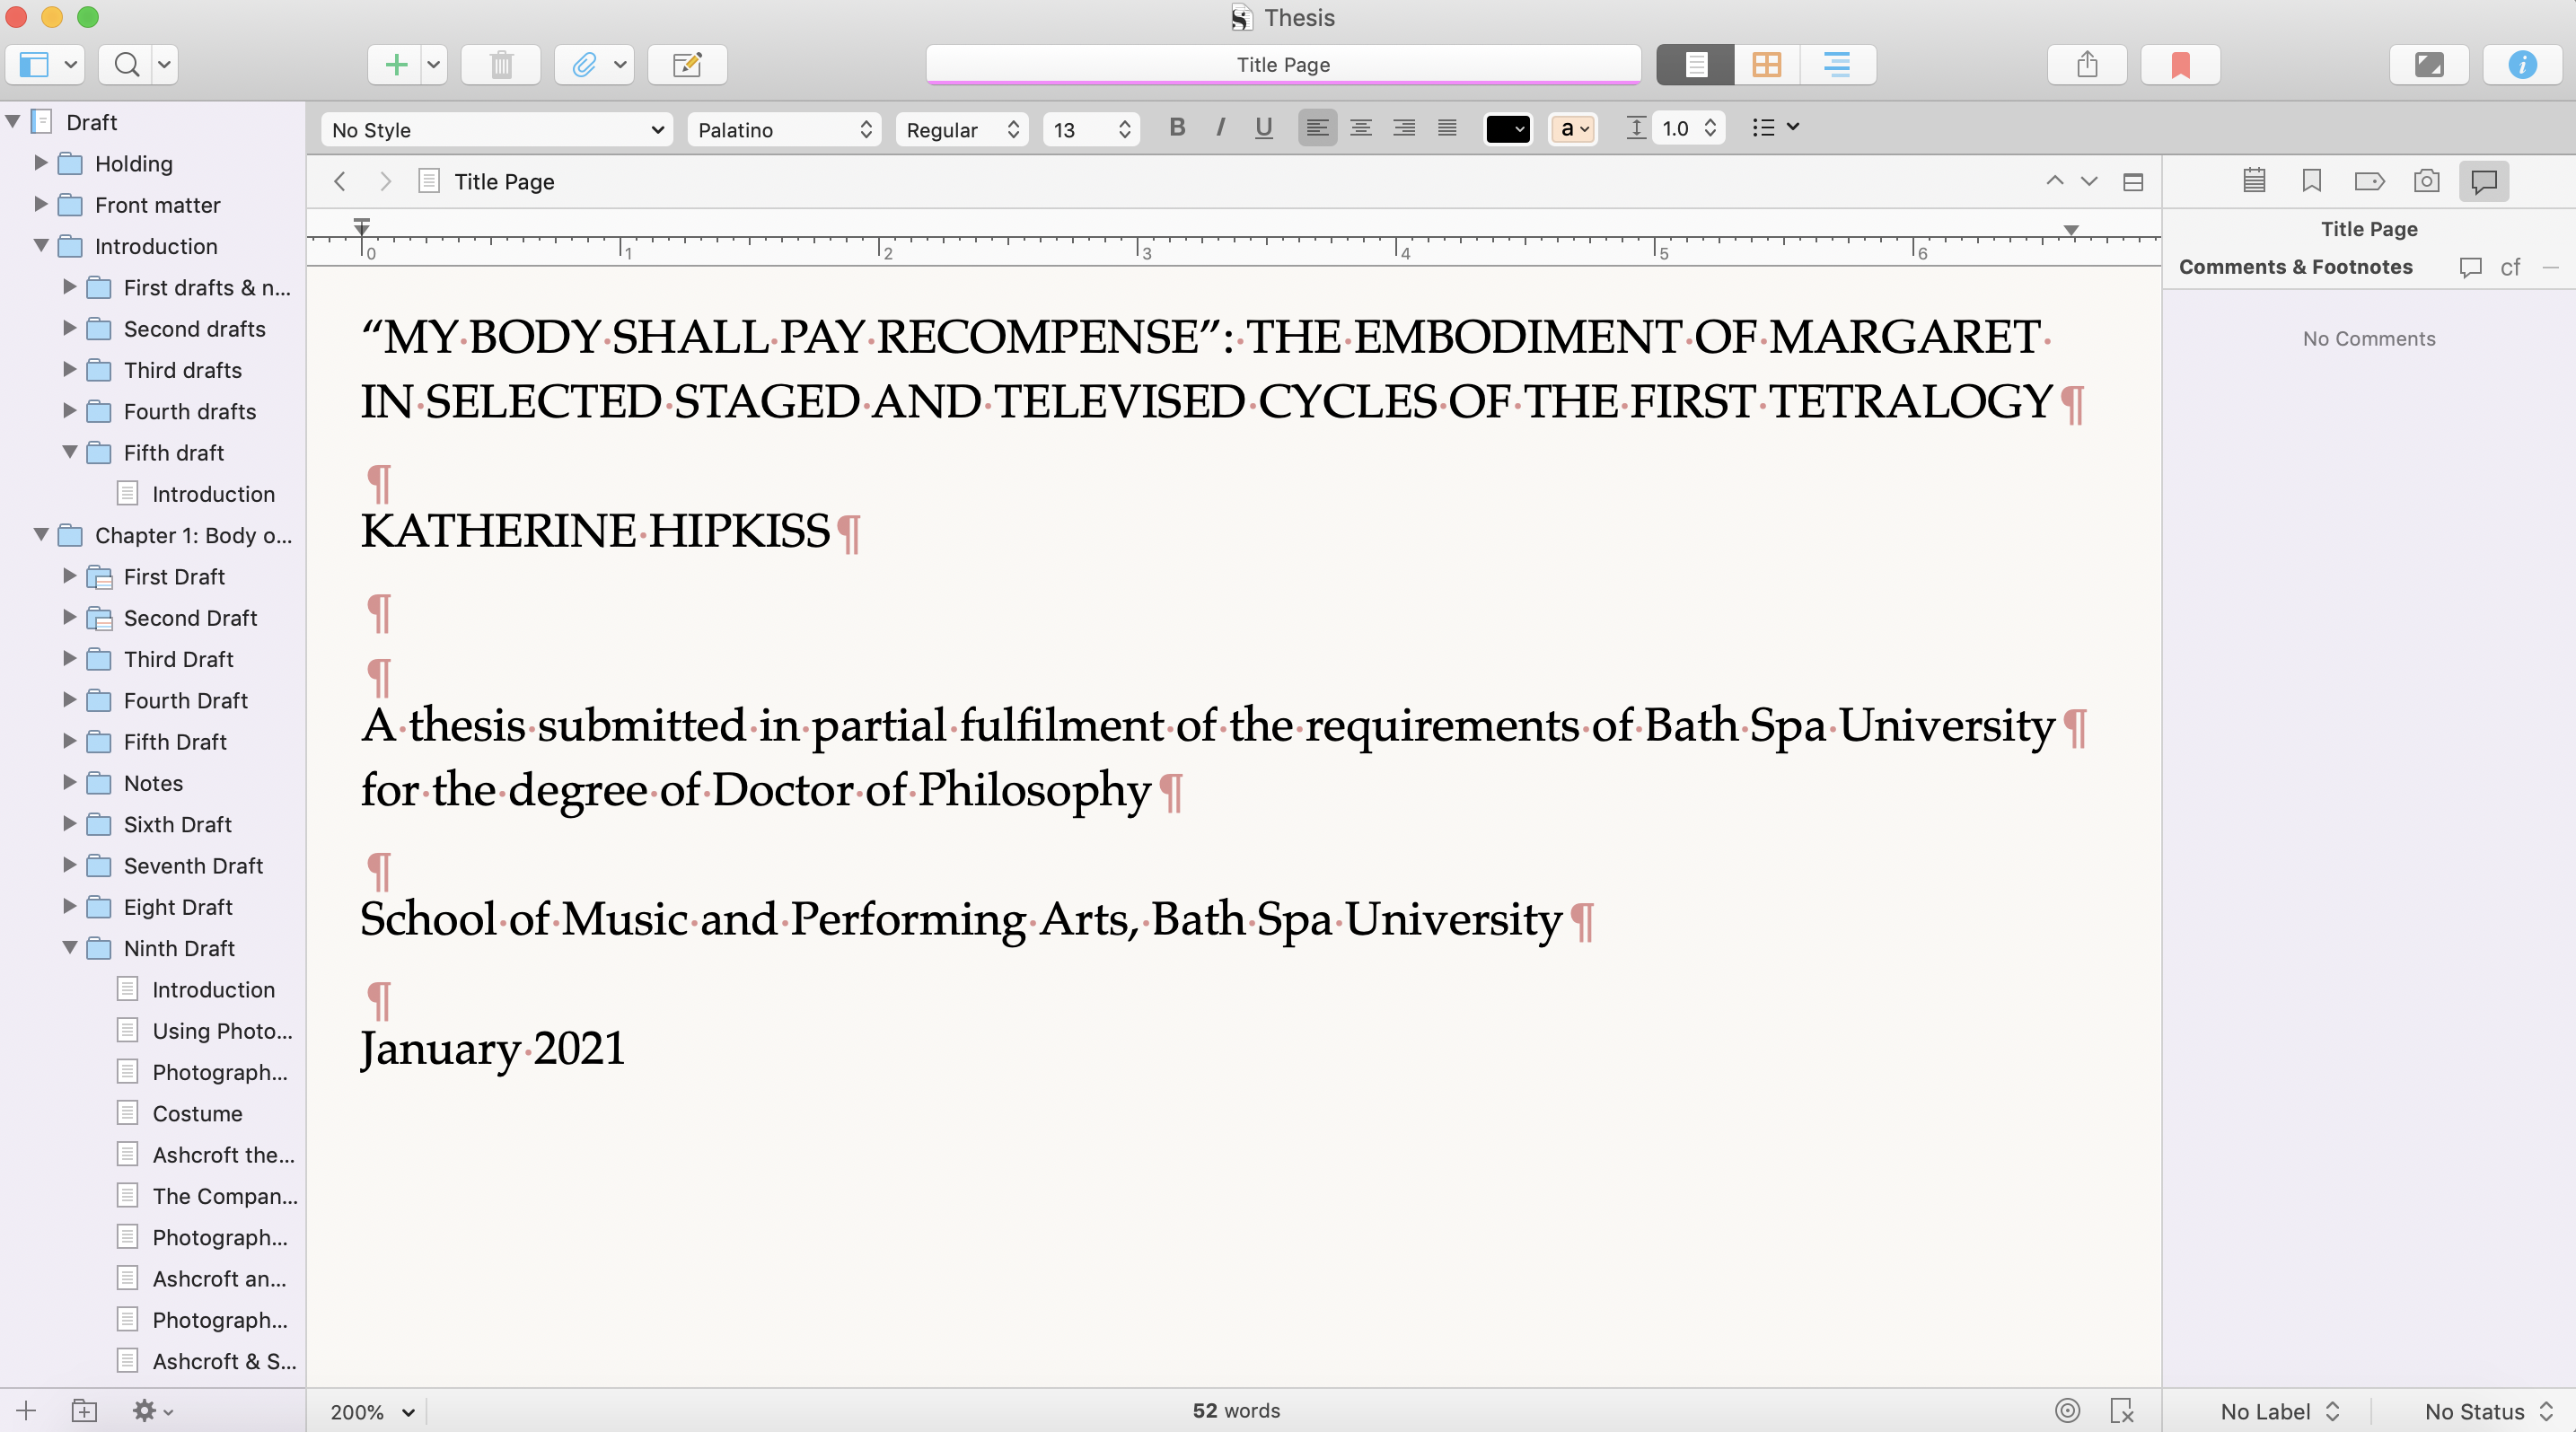 Thesis
Title Page
Draft
Holding
Front matter
Introduction
First drafts & n...
Second drafts
Third drafts
Fourth drafts
Fifth draft
Introduction
Chapter 1: Body o...
First Draft
Second Draft
Third Draft
Fourth Draft
Fifth Draft
Notes
Sixth Draft
Seventh Draft
Eight Draft
Ninth Draft
Introduction
Using Photo...
Photograph...
Costume
Ashcroft the...
The Compan...
Photograph...
Ashcroft an...
Photograph...
Ashcroft & S...
No Style Palatino Regular 13 B I U a 1.0
Title Page
0 1 2 3 4 5 6
“MY·BODY·SHALL·PAY·RECOMPENSE”:·THE·EMBODIMENT·OF·MARGARET·
IN·SELECTED·STAGED·AND·TELEVISED·CYCLES·OF·THE·FIRST·TETRALOGY¶
¶
KATHERINE·HIPKISS¶
¶
¶
A·thesis·submitted·in·partial·fulfilment·of·the·requirements·of·Bath·Spa·University¶
for·the·degree·of·Doctor·of·Philosophy¶
¶
School·of·Music·and·Performing·Arts,·Bath·Spa·University¶
¶
January·2021
200% 52 words
Title Page
Comments & Footnotes cf
No Comments
No Label No Status